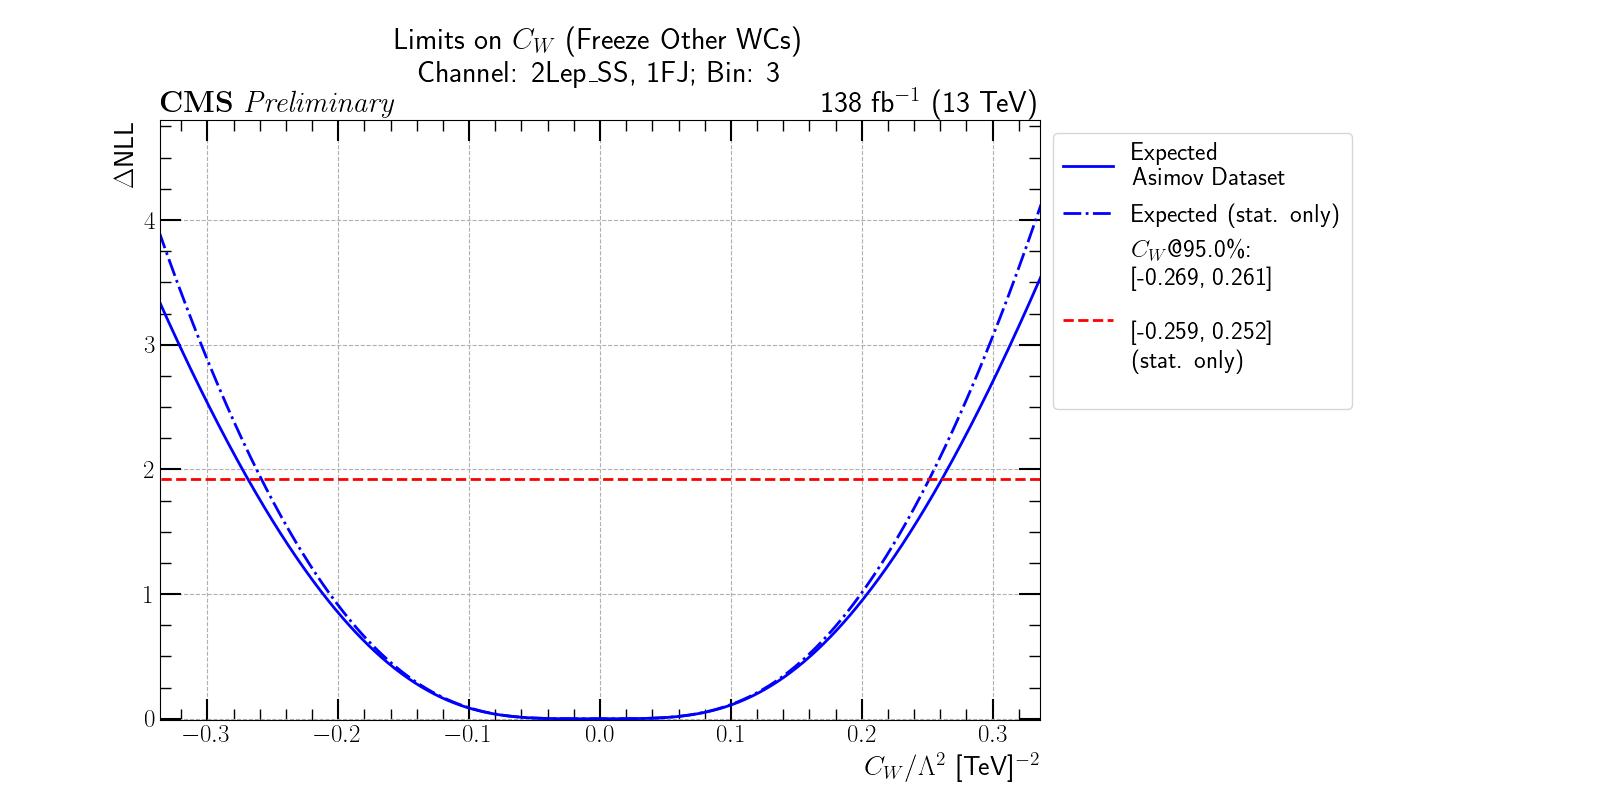 Limits on C_W (Freeze Other WCs)
Channel: 2Lep_SS, 1FJ; Bin: 3
CMS Preliminary
138 fb⁻¹ (13 TeV)
ΔNLL
4
3
2
1
0
−0.3
−0.2
−0.1
0.0
0.1
0.2
0.3
C_W/Λ² [TeV]⁻²
Expected
Asimov Dataset
Expected (stat. only)
C_W@95.0%:
[-0.269, 0.261]
[-0.259, 0.252]
(stat. only)